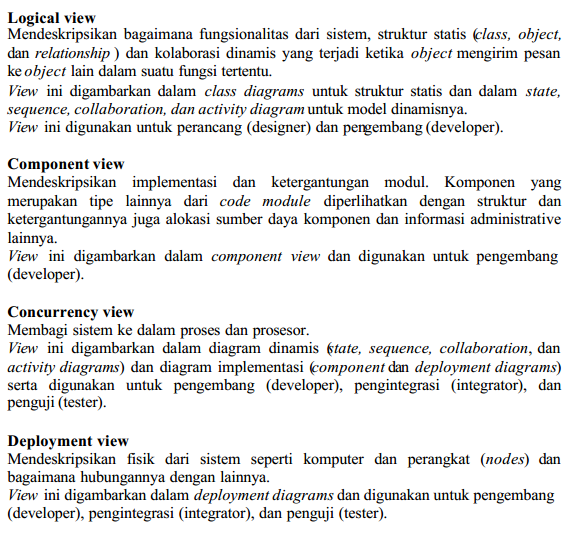 Logical view
Mendeskripsikan bagaimana fungsionalitas dari sistem, struktur statis (class, object,
dan relationship ) dan kolaborasi dinamis yang terjadi ketika object mengirim pesan
ke object lain dalam suatu fungsi tertentu.
View ini digambarkan dalam class diagrams untuk struktur statis dan dalam state,
sequence, collaboration, dan activity diagram untuk model dinamisnya.
View ini digunakan untuk perancang (designer) dan pengembang (developer).
Component view
Mendeskripsikan implementasi dan ketergantungan modul. Komponen yang
merupakan tipe lainnya dari code module diperlihatkan dengan struktur dan
ketergantungannya juga alokasi sumber daya komponen dan informasi administrative
lainnya.
View ini digambarkan dalam component view dan digunakan untuk pengembang
(developer).
Concurrency view
Membagi sistem ke dalam proses dan prosesor.
View ini digambarkan dalam diagram dinamis (state, sequence, collaboration, dan
activity diagrams) dan diagram implementasi (component dan deployment diagrams)
serta digunakan untuk pengembang (developer), pengintegrasi (integrator), dan
penguji (tester).
Deployment view
Mendeskripsikan fisik dari sistem seperti komputer dan perangkat (nodes) dan
bagaimana hubungannya dengan lainnya.
View ini digambarkan dalam deployment diagrams dan digunakan untuk pengembang
(developer), pengintegrasi (integrator), dan penguji (tester).